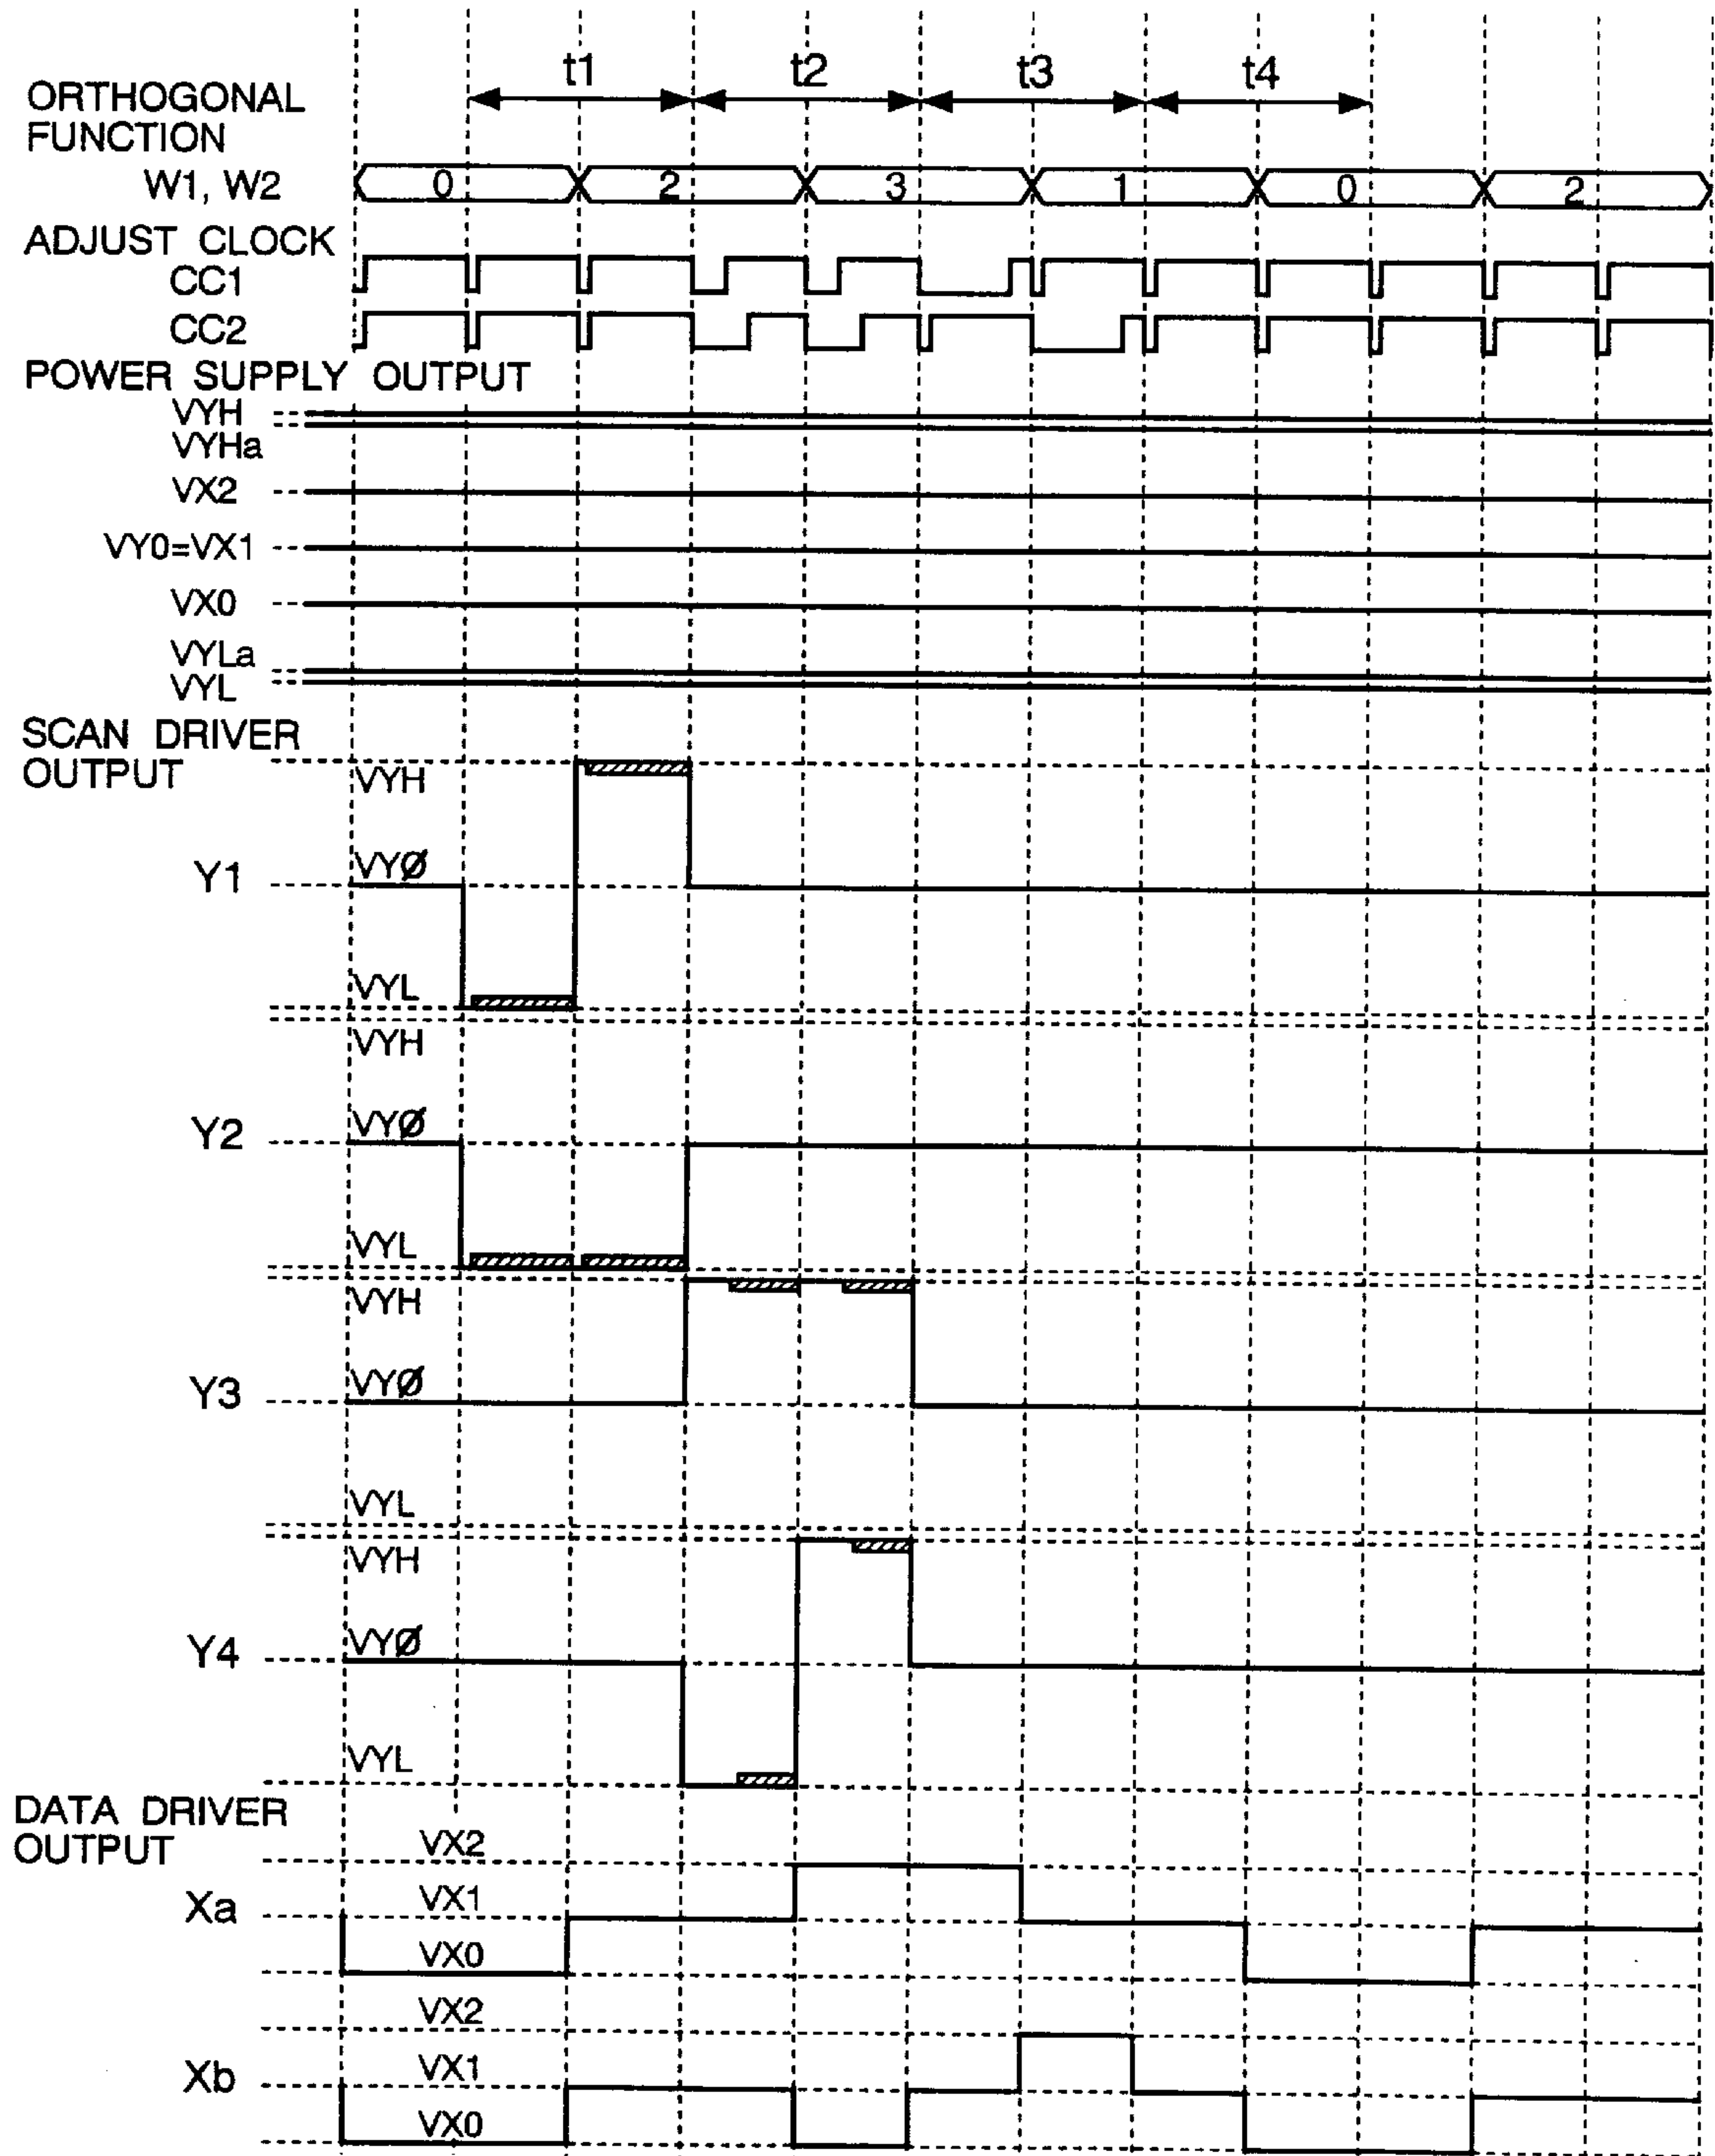 t1 t2 t3 t4
ORTHOGONAL
FUNCTION
W1, W2 0 2 3 1 0 2
ADJUST CLOCK
CC1
CC2
POWER SUPPLY OUTPUT
VYH
VYHa
VX2
VY0=VX1
VX0
VYLa
VYL
SCAN DRIVER
OUTPUT
VYH
Y1 VYØ
VYL
VYH
Y2 VYØ
VYL
VYH
Y3 VYØ
VYL
VYH
Y4 VYØ
VYL
DATA DRIVER
OUTPUT
VX2
Xa VX1
VX0
VX2
Xb VX1
VX0